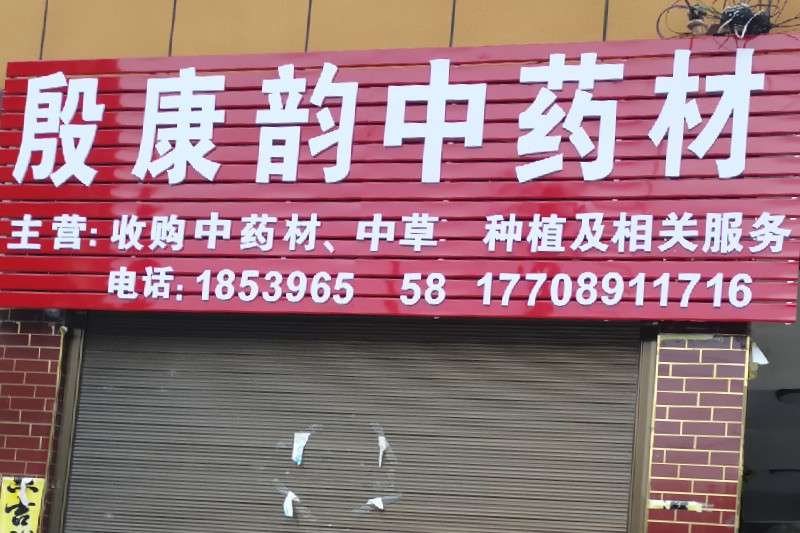 殷康韵中药材
主营:收购中药材、中草 种植及相关服务
电话:1853965 58 17708911716
吉